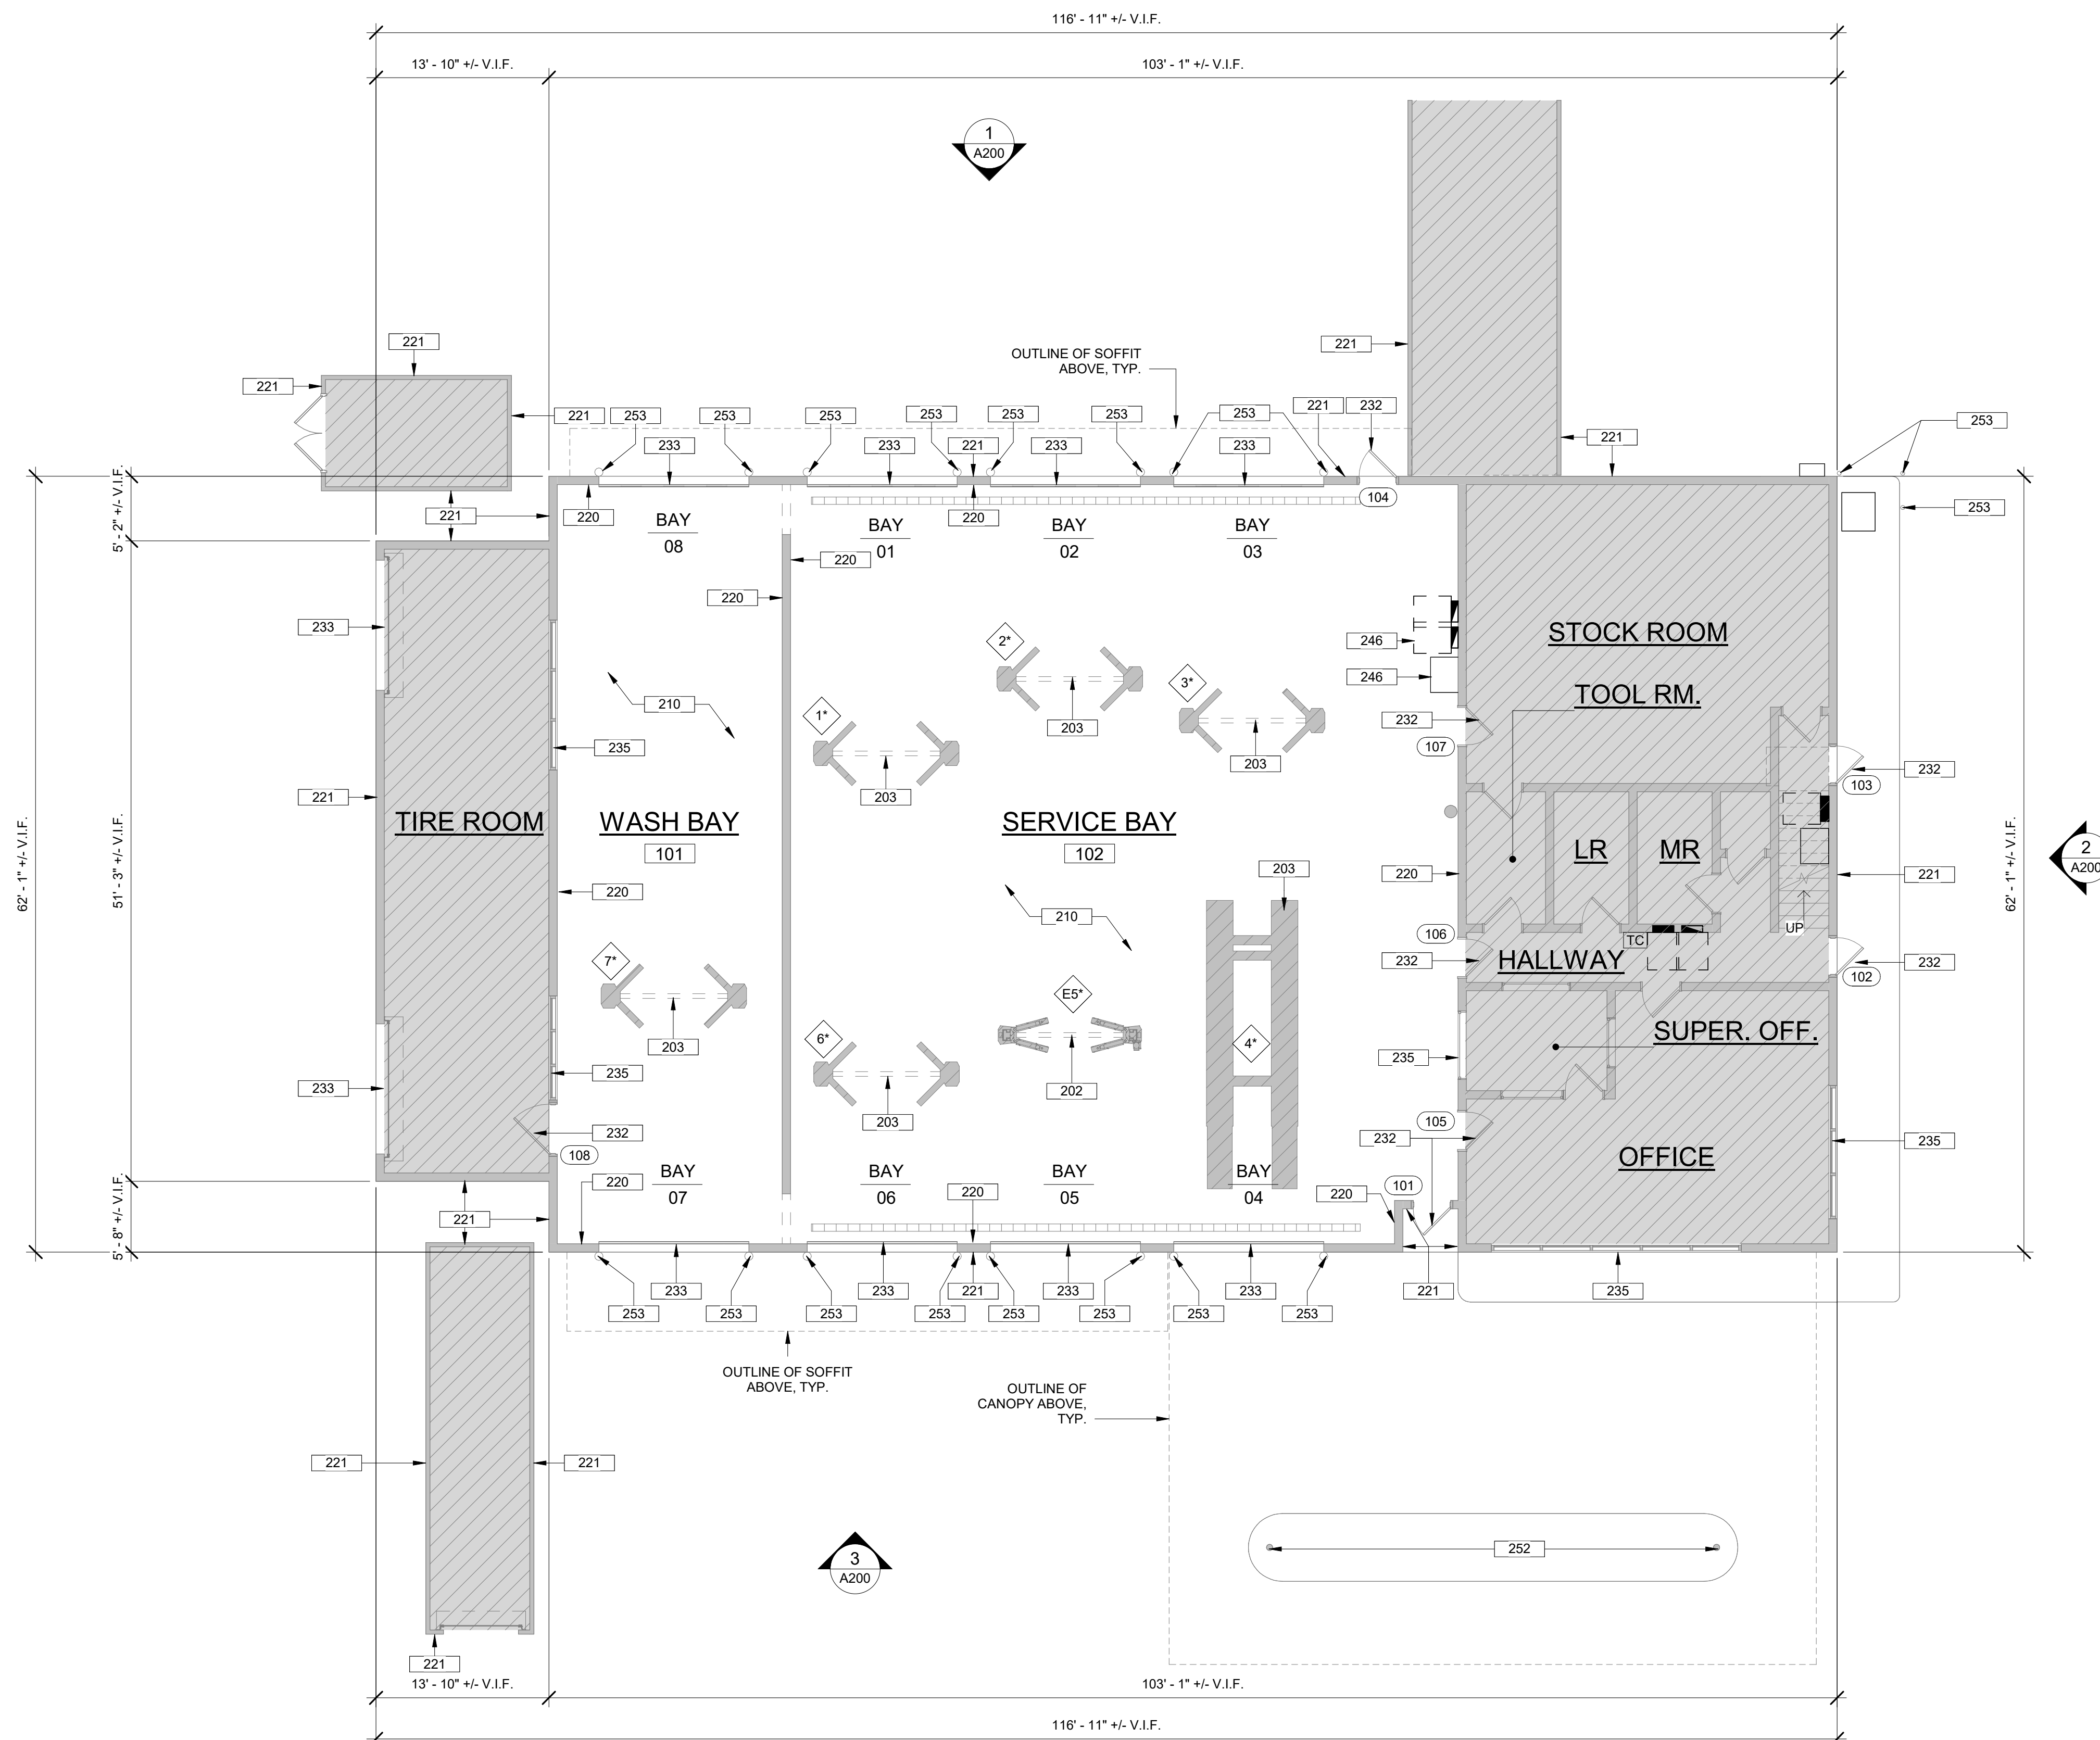 116' - 11" +/- V.I.F.
13' - 10" +/- V.I.F.
103' - 1" +/- V.I.F.
1
A200
221
221
221
221
OUTLINE OF SOFFIT
ABOVE, TYP.
221
253
253
253
253
253
253
253
221
232
253
221
233
233
221
233
233
253
5' - 2" +/- V.I.F.
220
BAY
08
220
BAY
01
BAY
02
BAY
03
104
220
220
233
246
246
STOCK ROOM
TOOL RM.
2*
203
3*
203
1*
203
210
235
232
107
232
103
221
62' - 1" +/- V.I.F.
51' - 3" +/- V.I.F.
TIRE ROOM
WASH BAY
101
SERVICE BAY
102
203
LR
MR
220
220
221
2
A200
62' - 1" +/- V.I.F.
210
106
232
HALLWAY
TC
UP
232
102
7*
203
E5*
202
6*
203
4*
233
235
235
SUPER. OFF.
232
108
105
232
OFFICE
235
220
BAY
07
BAY
06
BAY
05
BAY
04
220
220
101
221
5' - 8" +/- V.I.F.
233
233
221
233
233
221
235
253
253
253
253
253
253
253
253
OUTLINE OF SOFFIT
ABOVE, TYP.
OUTLINE OF
CANOPY ABOVE,
TYP.
221
221
252
3
A200
221
13' - 10" +/- V.I.F.
103' - 1" +/- V.I.F.
116' - 11" +/- V.I.F.